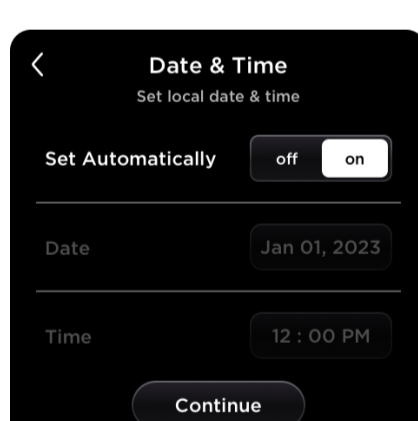 Date & Time
Set local date & time
Set Automatically off on
Date Jan 01, 2023
Time 12 : 00 PM
Continue